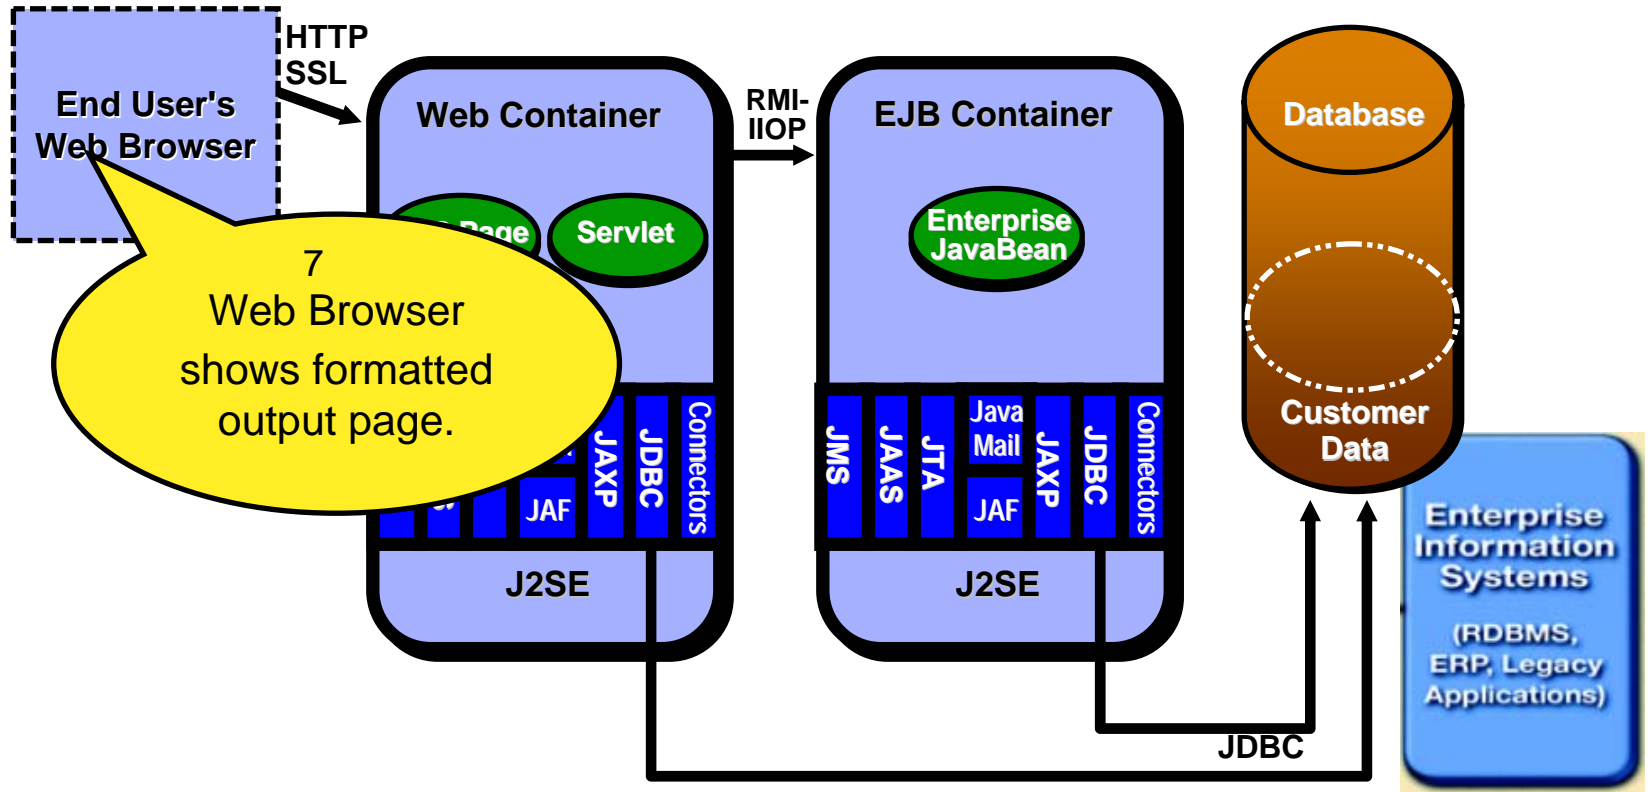 HTTP
SSL
End User's
Web Browser
Web Container
RMI-
IIOP
EJB Container
Database
Page
Servlet
Enterprise
JavaBean
7
Web Browser
shows formatted
output page.
JAF
JAXP
JDBC
Connectors
J2SE
JMS
JAAS
JTA
Java
Mail
JAF
JAXP
JDBC
Connectors
J2SE
Customer
Data
JDBC
Enterprise
Information
Systems
(RDBMS,
ERP, Legacy
Applications)